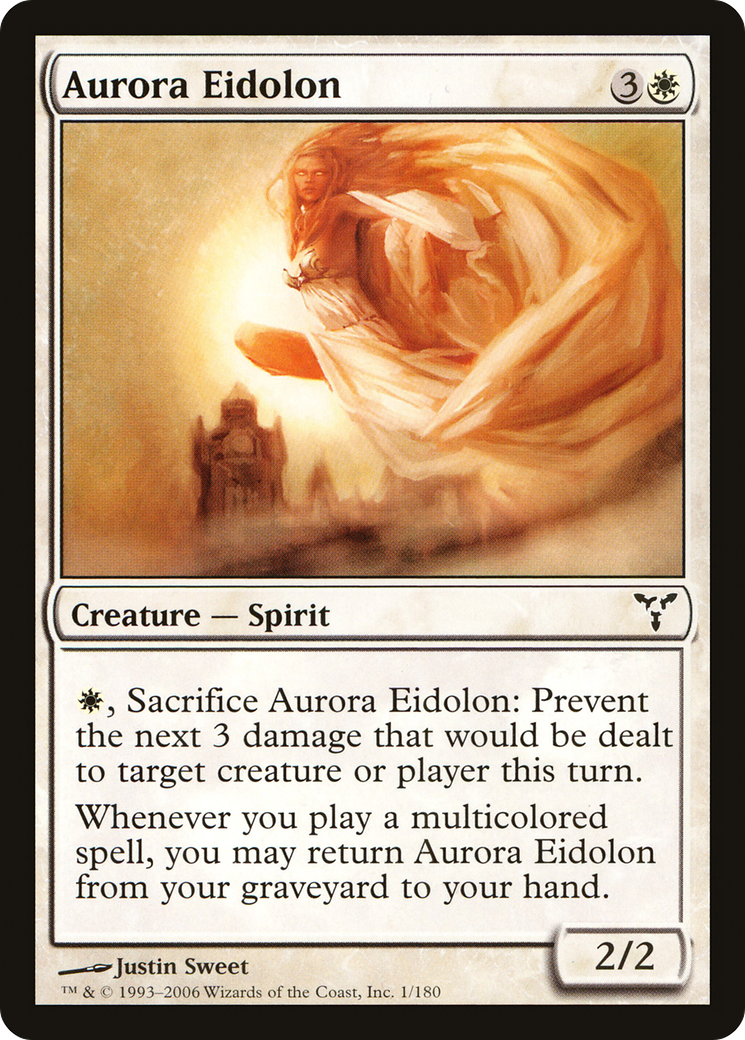 Aurora Eidolon 3
Creature — Spirit
, Sacrifice Aurora Eidolon: Prevent
the next 3 damage that would be dealt
to target creature or player this turn.
Whenever you play a multicolored
spell, you may return Aurora Eidolon
from your graveyard to your hand.
2/2
Justin Sweet
™ & © 1993–2006 Wizards of the Coast, Inc. 1/180